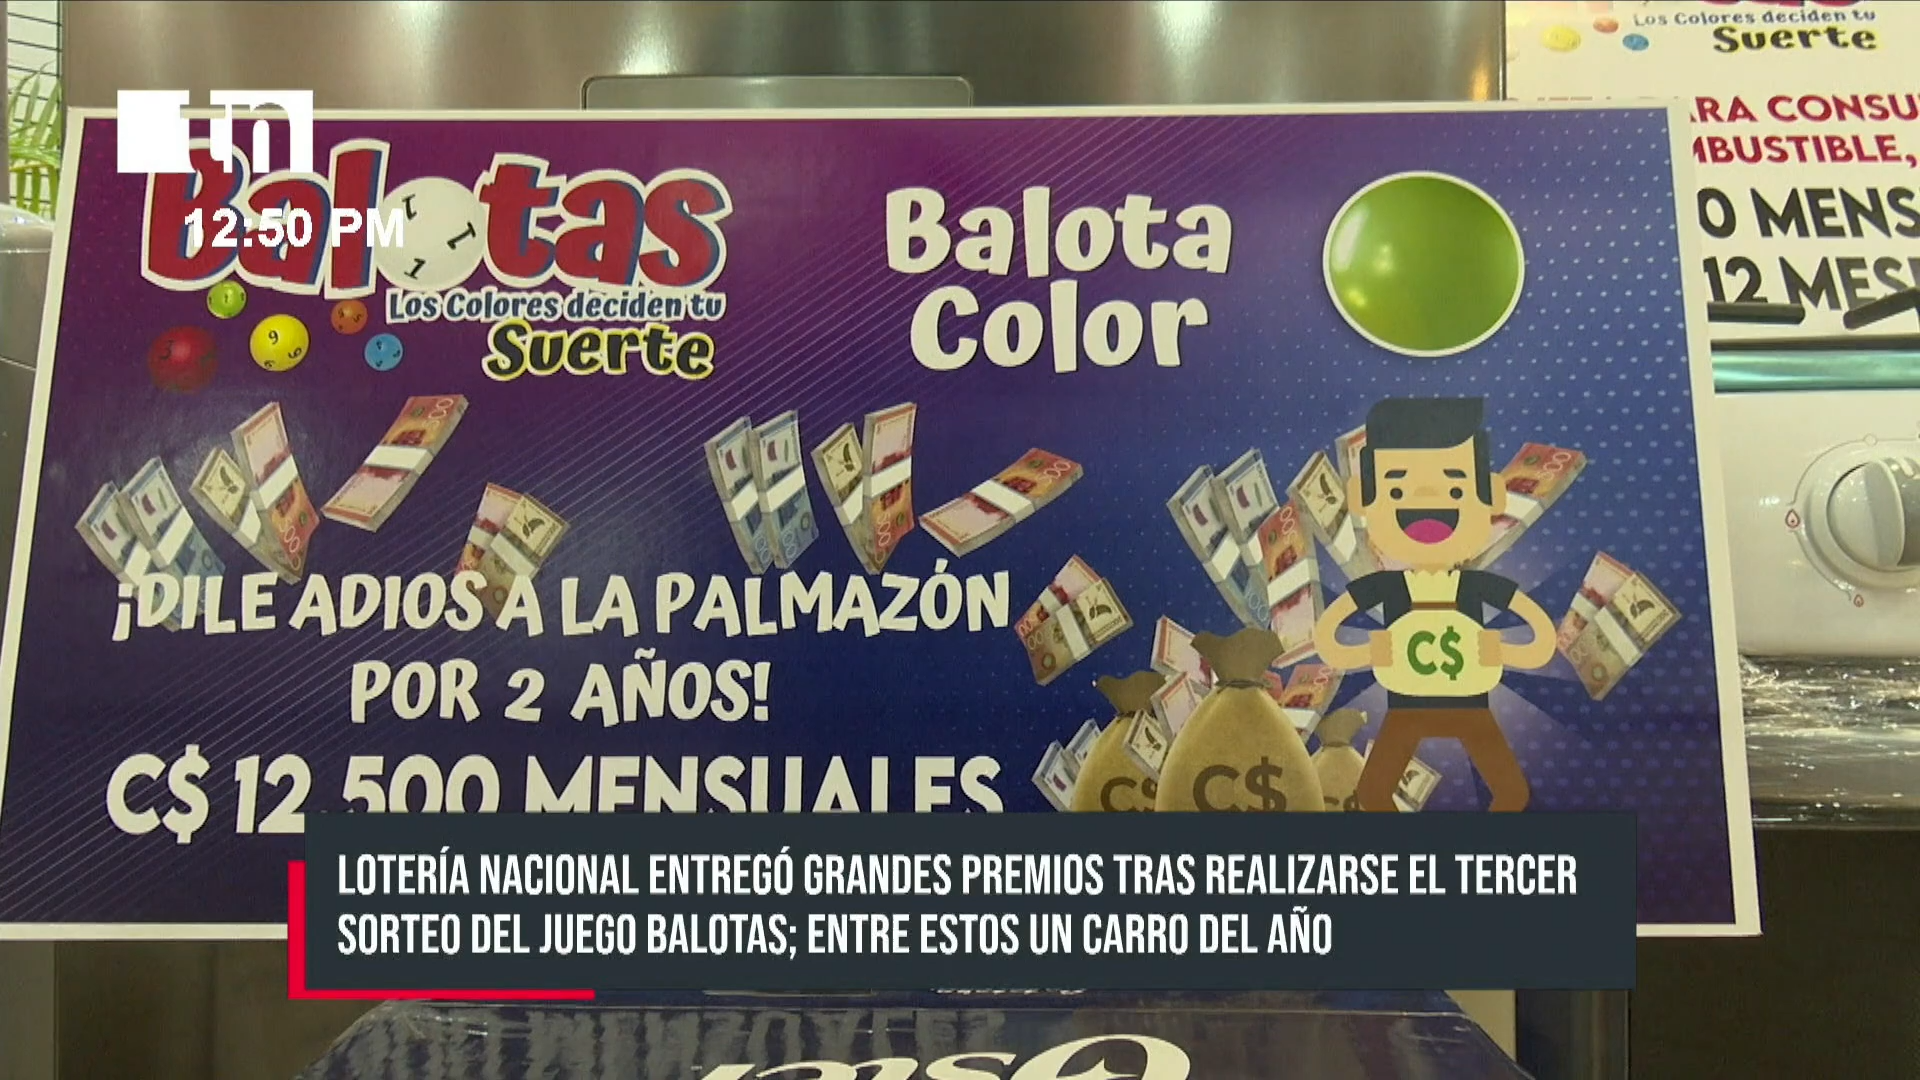 Los Colores deciden tu
Suerte
tn
12:50 PM
Balotas
Los Colores deciden tu
Suerte
Balota
Color
RA CONSU
MBUSTIBLE,
0 MENS
12 MES
¡DILE ADIOS A LA PALMAZÓN
POR 2 AÑOS!
C$ 12,500 MENSUALES
C$
C$
C$
C$
LOTERÍA NACIONAL ENTREGÓ GRANDES PREMIOS TRAS REALIZARSE EL TERCER
SORTEO DEL JUEGO BALOTAS; ENTRE ESTOS UN CARRO DEL AÑO
Oster